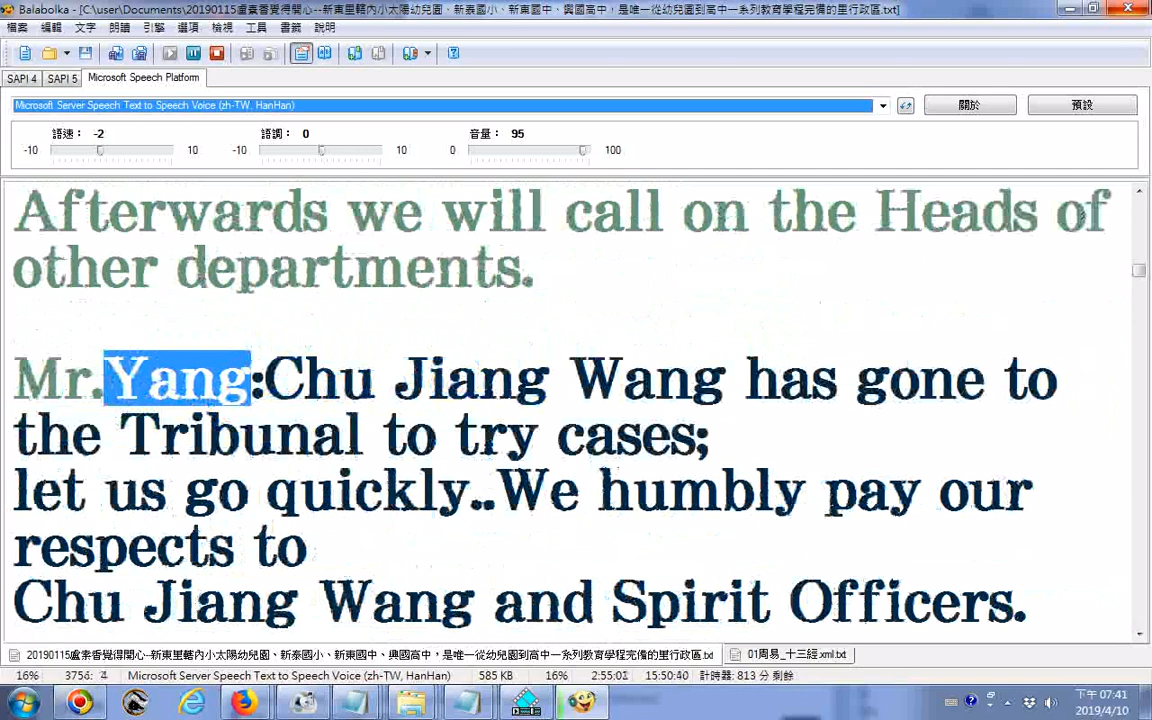 Balabolka - [C:\user\Documents\20190115盧素香覺得開心--新東里轄內小太陽幼兒園、新泰國小、新東國中、興國高中，是唯一從幼兒園到高中一系列教育學程完備的里行政區.txt]
檔案 編輯 文字 朗讀 引擎 選項 檢視 工具 書籤 說明
SAPI 4 SAPI 5 Microsoft Speech Platform
Microsoft Server Speech Text to Speech Voice (zh-TW, HanHan) 關於 預設
語速： -2 語調： 0 音量： 95
-10 10 -10 10 0 100
Afterwards we will call on the Heads of
other departments.
Mr.Yang:Chu Jiang Wang has gone to
the Tribunal to try cases;
let us go quickly..We humbly pay our
respects to
Chu Jiang Wang and Spirit Officers.
20190115盧素香覺得開心--新東里轄內小太陽幼兒園、新泰國小、新東國中、興國高中，是唯一從幼兒園到高中一系列教育學程完備的里行政區.txt 01周易_十三經.xml.txt
16% 3756: 4 Microsoft Server Speech Text to Speech Voice (zh-TW, HanHan) 585 KB 16% 2:55:01 15:50:40 計時器: 813 分 剩餘
下午 07:41
2019/4/10